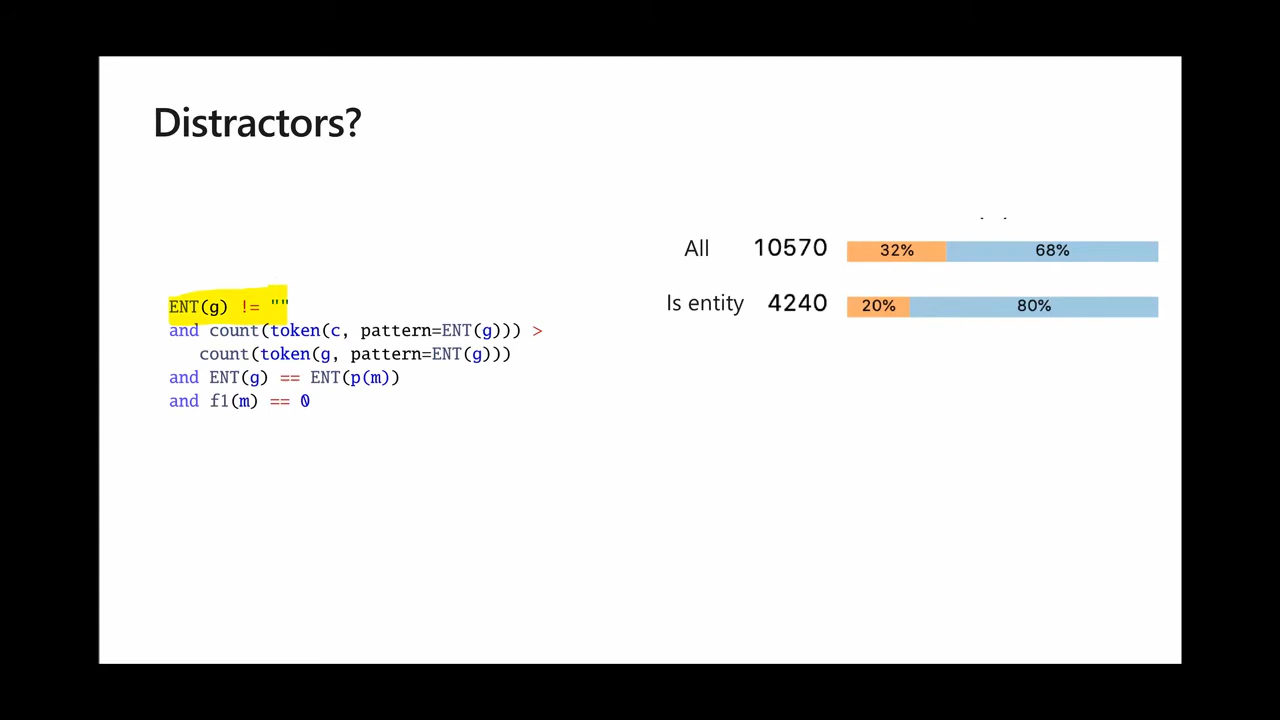 Distractors?
All 10570 32% 68%
Is entity 4240 20% 80%
ENT(g) != ""
and count(token(c, pattern=ENT(g))) >
count(token(g, pattern=ENT(g)))
and ENT(g) == ENT(p(m))
and f1(m) == 0